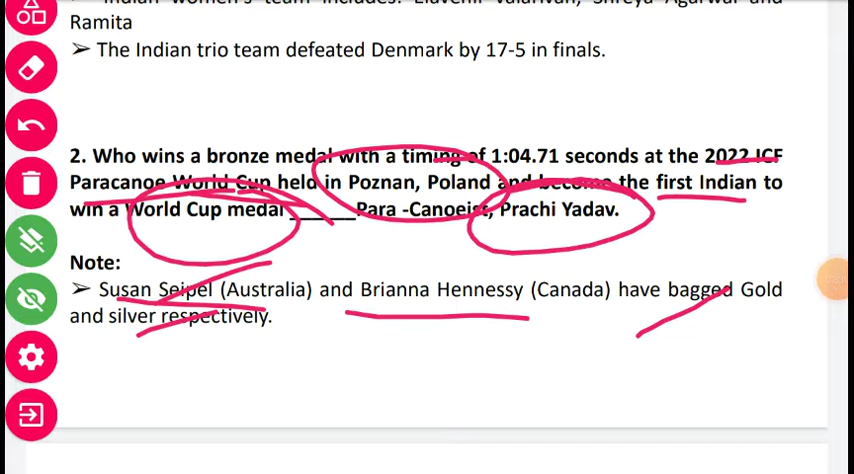 Ramita
➢ The Indian trio team defeated Denmark by 17-5 in finals.
2. Who wins a bronze medal with a timing of 1:04.71 seconds at the 2022 ICF
Paracanoe World Cup held in Poznan, Poland and become the first Indian to
win a World Cup medal______Para -Canoeist, Prachi Yadav.
Note:
➢ Susan Seipel (Australia) and Brianna Hennessy (Canada) have bagged Gold
and silver respectively.